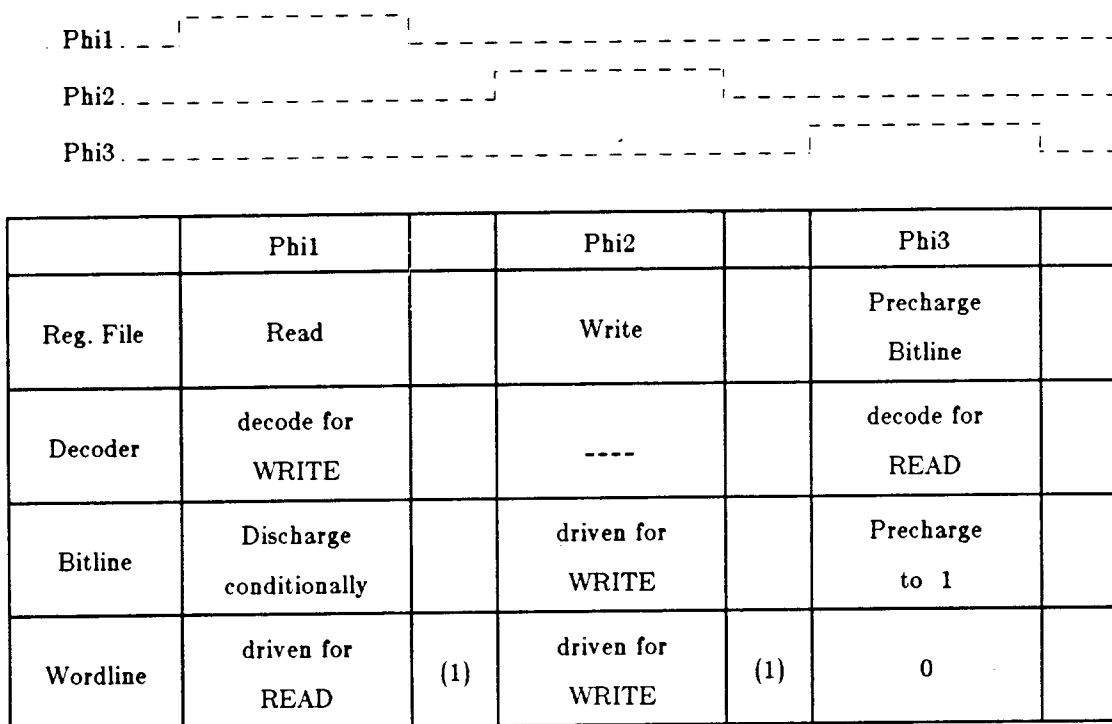 Phi1
Phi2
Phi3
Phi1 Phi2 Phi3
Reg. File Read Write Precharge Bitline
Decoder decode for WRITE ---- decode for READ
Bitline Discharge conditionally driven for WRITE Precharge to 1
Wordline driven for READ (1) driven for WRITE (1) 0